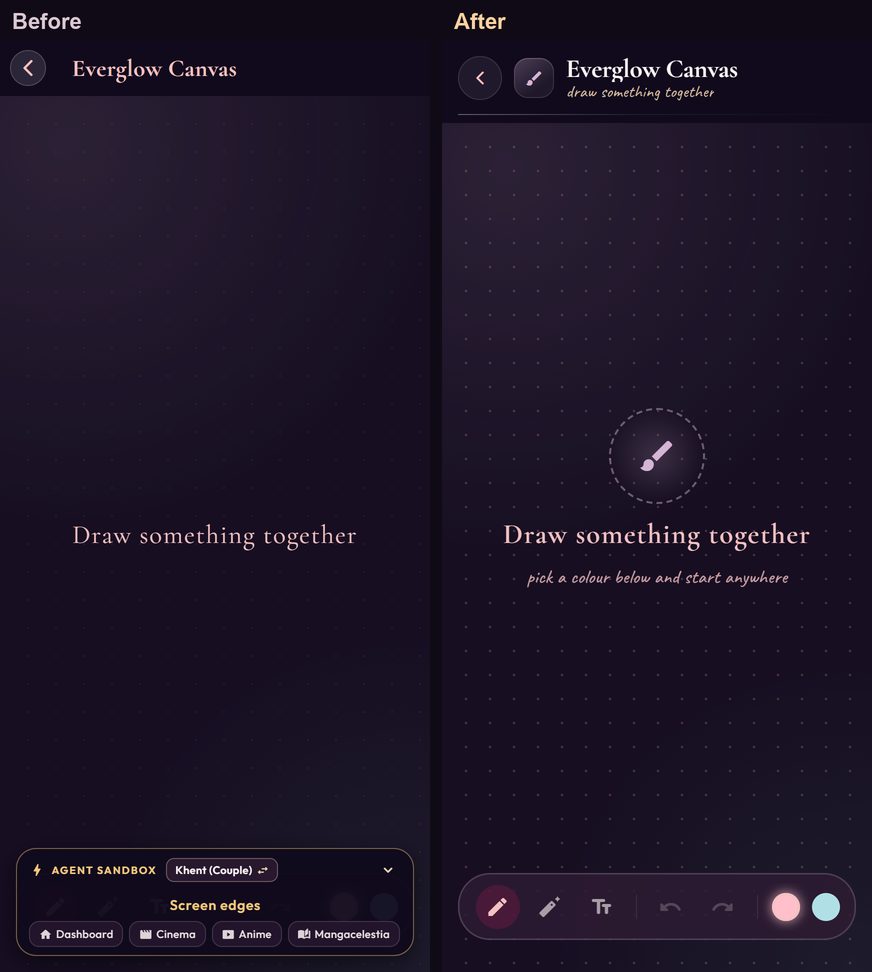 Before
Everglow Canvas
Draw something together
AGENT SANDBOX Khent (Couple)
Screen edges
Dashboard Cinema Anime Mangacelestia
After
Everglow Canvas
draw something together
Draw something together
pick a colour below and start anywhere
Tт